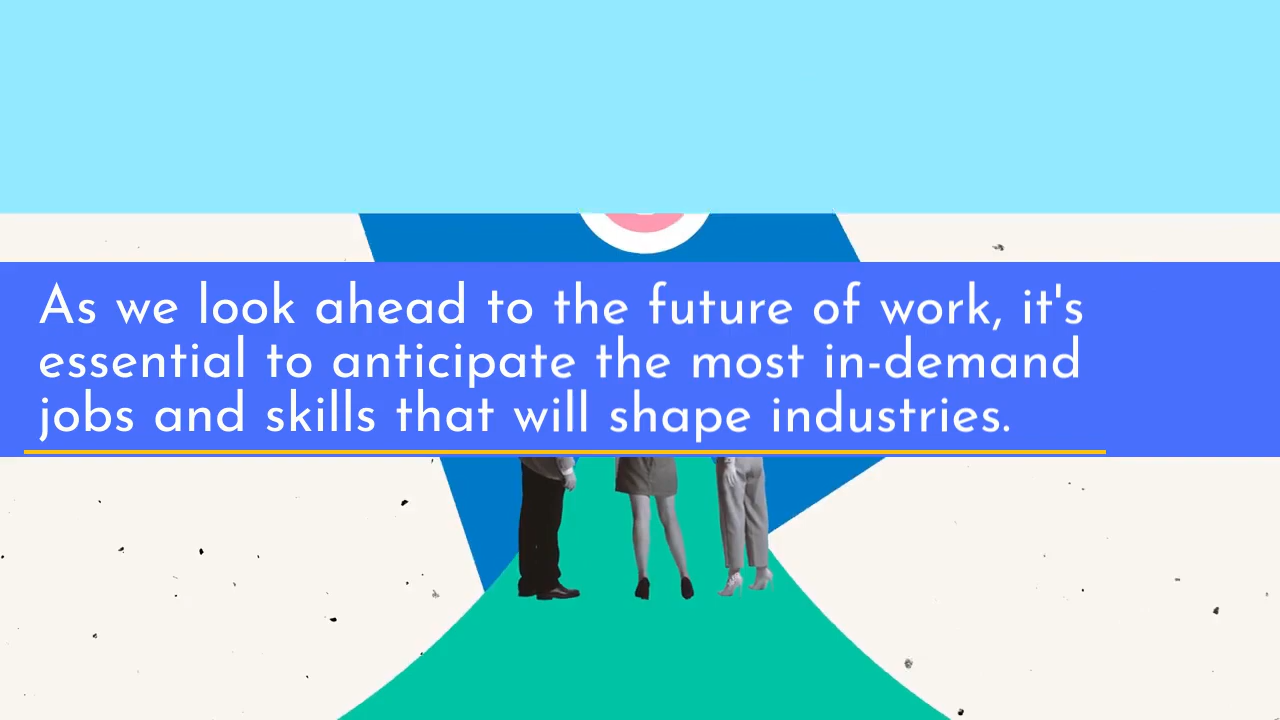 As we look ahead to the future of work, it's
essential to anticipate the most in-demand
jobs and skills that will shape industries.